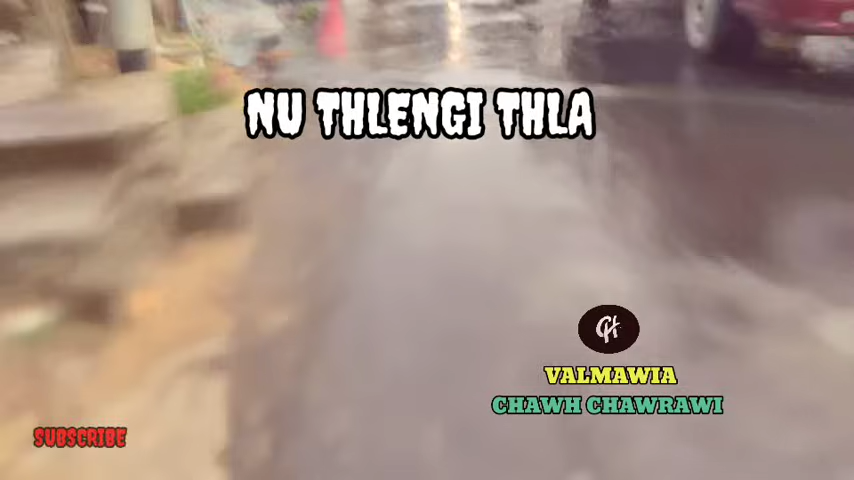 NU THLENGI THLA
VALMAWIA
CHAWH CHAWRAWI
SUBSCRIBE